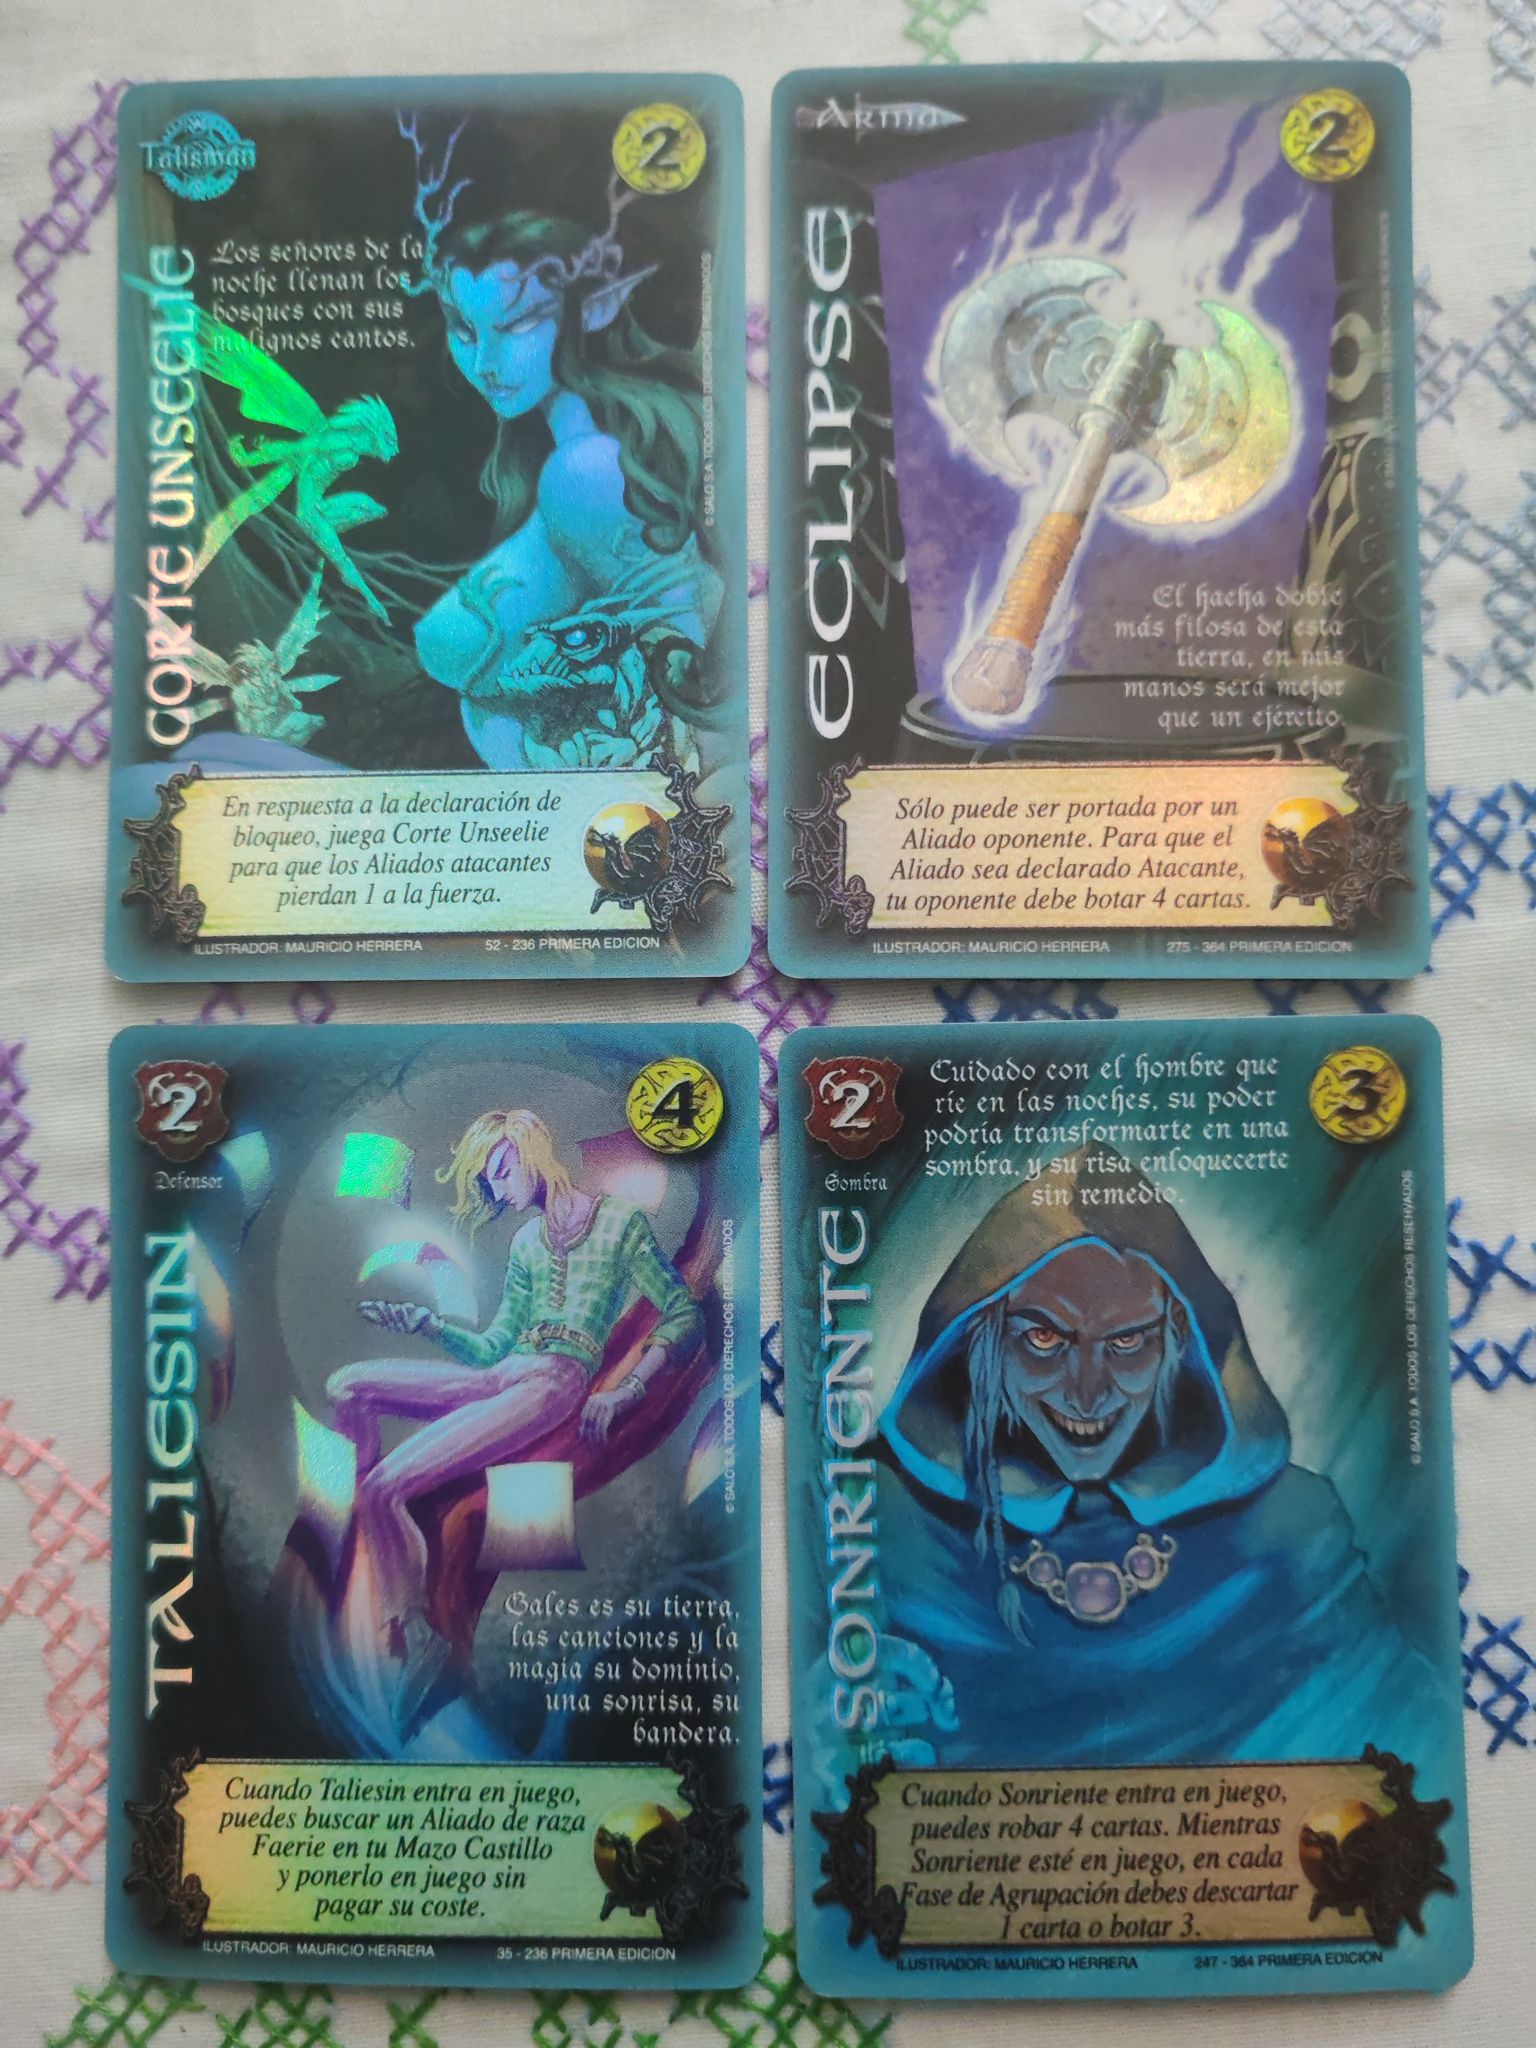 Talisman
2
CORTE UNSEELIE
Los señores de la
noche llenan los
bosques con sus
malignos cantos.
© SALO S.A. TODOS LOS DERECHOS RESERVADOS
En respuesta a la declaración de
bloqueo, juega Corte Unseelie
para que los Aliados atacantes
pierdan 1 a la fuerza.
ILUSTRADOR: MAURICIO HERRERA 52 - 236 PRIMERA EDICION
Arma
2
ECLIPSE
El hacha doble
más filosa de esta
tierra, en mis
manos será mejor
que un ejército.
Sólo puede ser portada por un
Aliado oponente. Para que el
Aliado sea declarado Atacante,
tu oponente debe botar 4 cartas.
ILUSTRADOR: MAURICIO HERRERA 275 - 364 PRIMERA EDICION
2
Defensor
4
TALIESIN
© SALO S.A. TODOS LOS DERECHOS RESERVADOS
Gales es su tierra,
las canciones y la
magia su dominio,
una sonrisa, su
bandera.
Cuando Taliesin entra en juego,
puedes buscar un Aliado de raza
Faerie en tu Mazo Castillo
y ponerlo en juego sin
pagar su coste.
ILUSTRADOR: MAURICIO HERRERA 35 - 236 PRIMERA EDICION
2
Sombra
3
Cuidado con el hombre que
ríe en las noches, su poder
podría transformarte en una
sombra, y su risa enloquecerte
sin remedio.
SONRIENTE
© SALO S.A. TODOS LOS DERECHOS RESERVADOS
Cuando Sonriente entra en juego,
puedes robar 4 cartas. Mientras
Sonriente esté en juego, en cada
Fase de Agrupación debes descartar
1 carta o botar 3.
ILUSTRADOR: MAURICIO HERRERA 247 - 364 PRIMERA EDICION